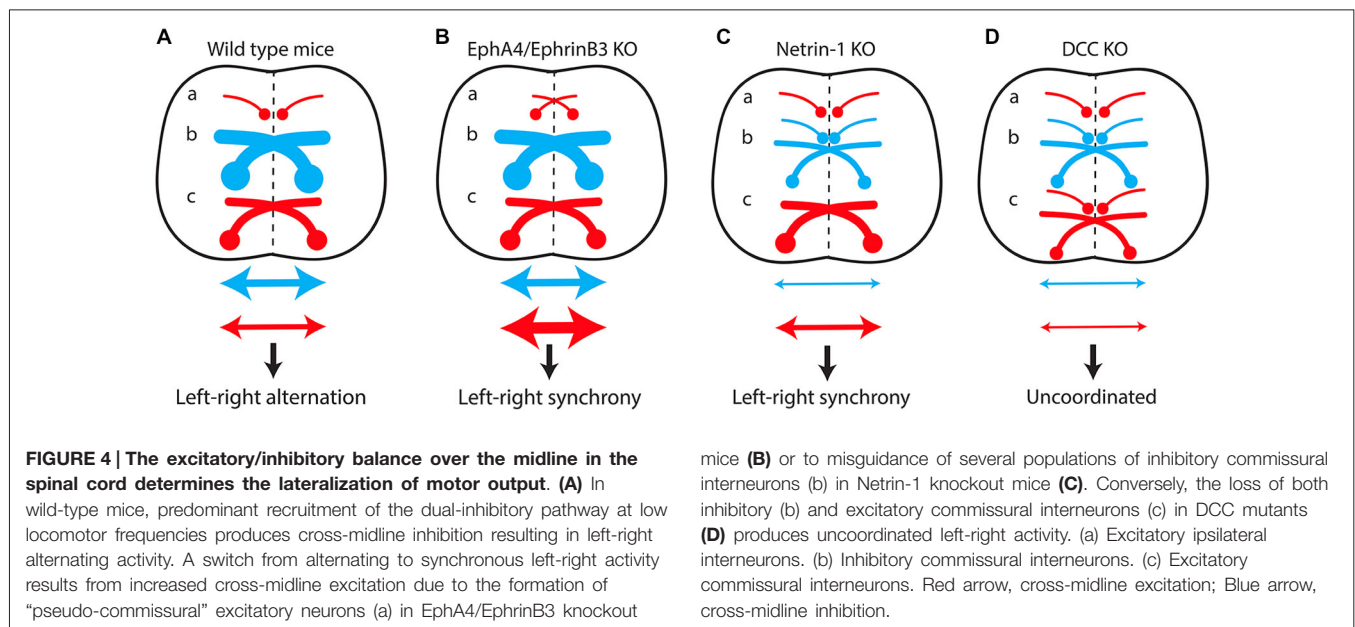 A
Wild type mice
a
b
c
Left-right alternation
B
EphA4/EphrinB3 KO
a
b
c
Left-right synchrony
C
Netrin-1 KO
a
b
c
Left-right synchrony
D
DCC KO
a
b
c
Uncoordinated
FIGURE 4 | The excitatory/inhibitory balance over the midline in the
spinal cord determines the lateralization of motor output. (A) In
wild-type mice, predominant recruitment of the dual-inhibitory pathway at low
locomotor frequencies produces cross-midline inhibition resulting in left-right
alternating activity. A switch from alternating to synchronous left-right activity
results from increased cross-midline excitation due to the formation of
“pseudo-commissural” excitatory neurons (a) in EphA4/EphrinB3 knockout
mice (B) or to misguidance of several populations of inhibitory commissural
interneurons (b) in Netrin-1 knockout mice (C). Conversely, the loss of both
inhibitory (b) and excitatory commissural interneurons (c) in DCC mutants
(D) produces uncoordinated left-right activity. (a) Excitatory ipsilateral
interneurons. (b) Inhibitory commissural interneurons. (c) Excitatory
commissural interneurons. Red arrow, cross-midline excitation; Blue arrow,
cross-midline inhibition.